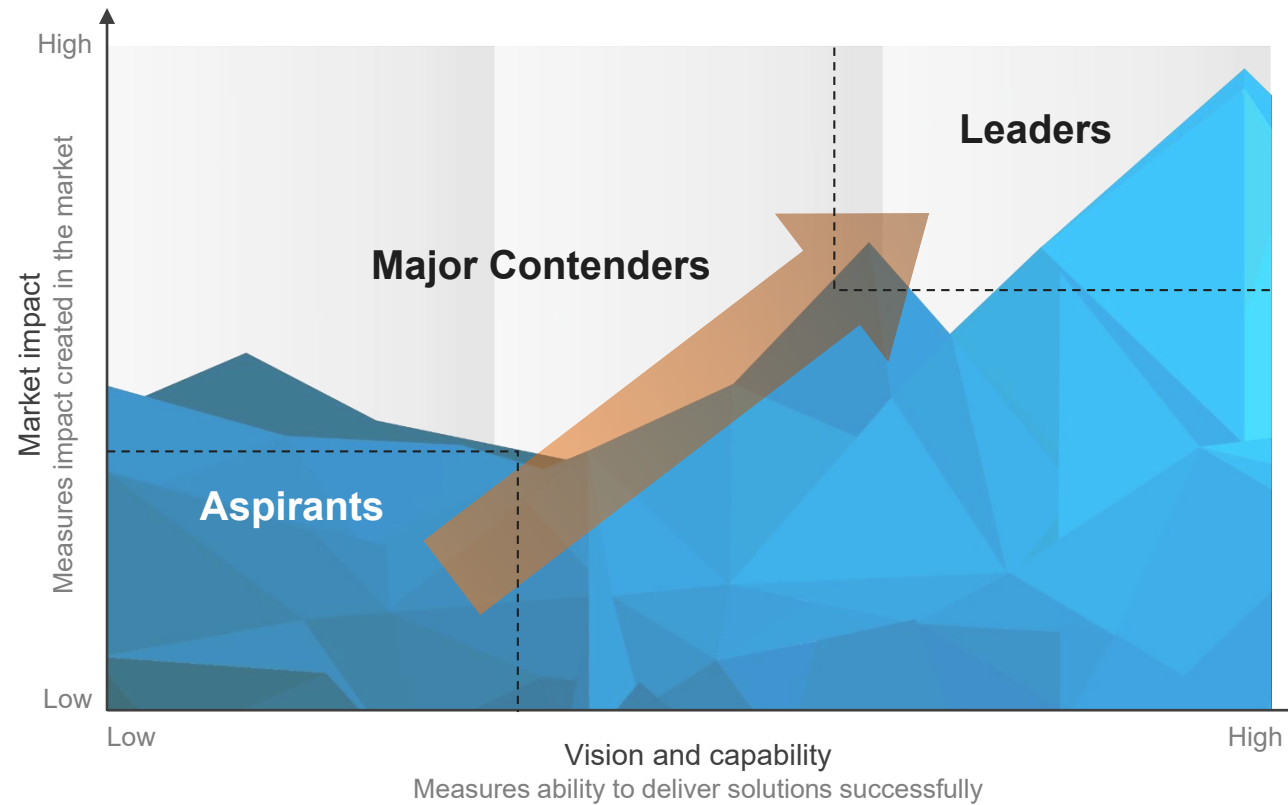 High
Leaders
Major Contenders
Market impact
Measures impact created in the market
Aspirants
Low
Low
High
Vision and capability
Measures ability to deliver solutions successfully